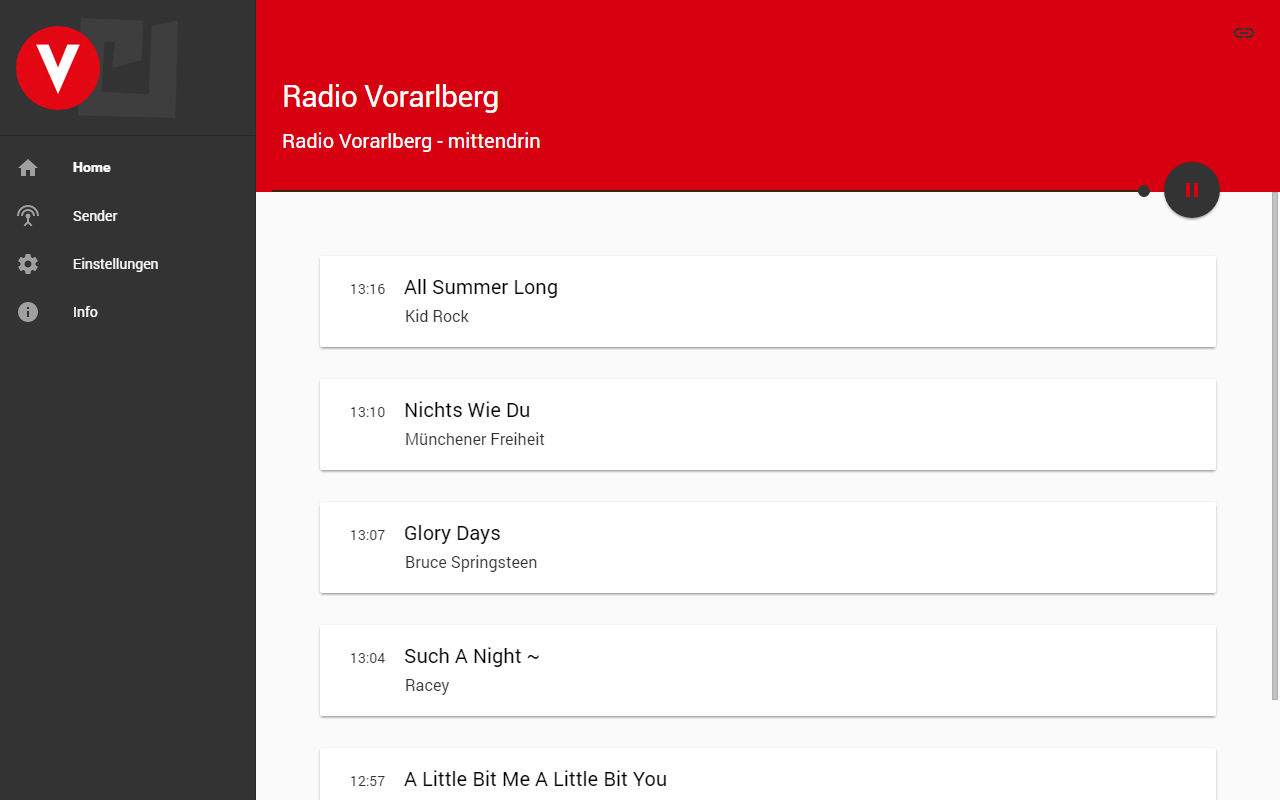 V
Home
Sender
Einstellungen
Info
Radio Vorarlberg
Radio Vorarlberg - mittendrin
13:16 All Summer Long
Kid Rock
13:10 Nichts Wie Du
Münchener Freiheit
13:07 Glory Days
Bruce Springsteen
13:04 Such A Night ~
Racey
12:57 A Little Bit Me A Little Bit You